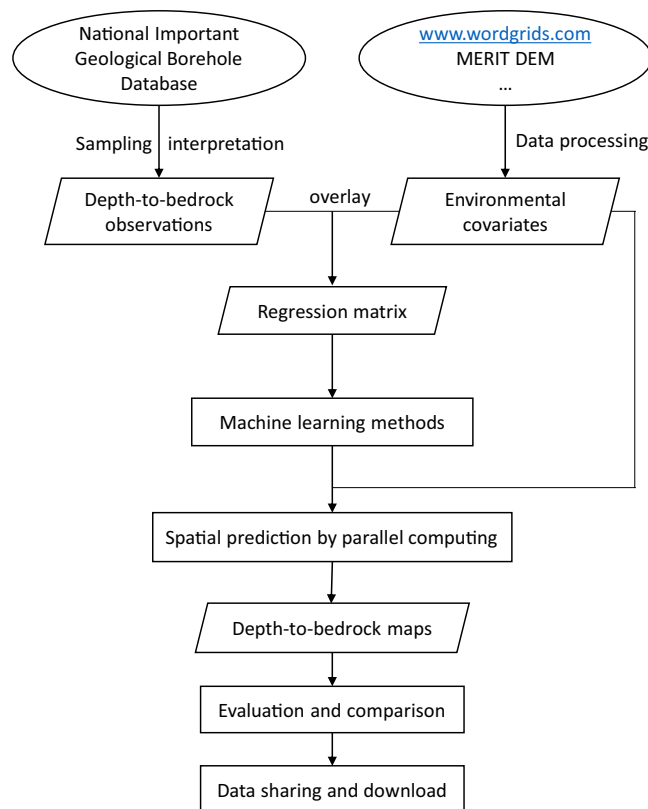 National Important
Geological Borehole
Database
www.wordgrids.com
MERIT DEM
...
Sampling interpretation
Data processing
Depth-to-bedrock
observations
overlay
Environmental
covariates
Regression matrix
Machine learning methods
Spatial prediction by parallel computing
Depth-to-bedrock maps
Evaluation and comparison
Data sharing and download